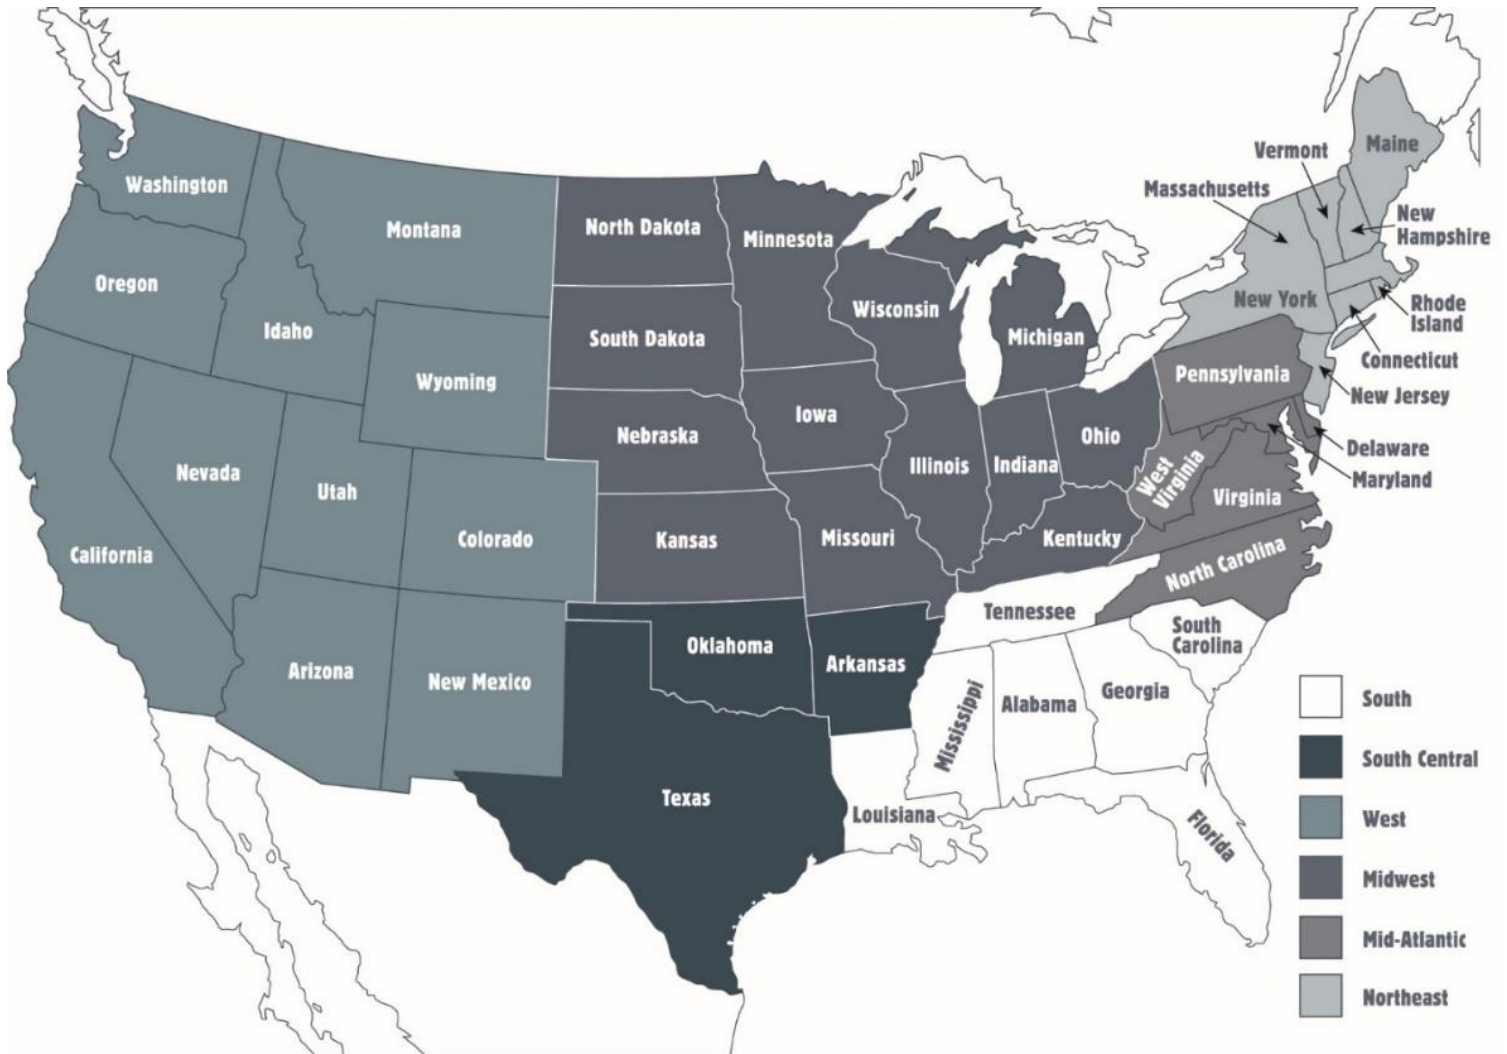 Maine
Vermont
Massachusetts
New
Hampshire
Washington
Montana
North Dakota
Minnesota
Oregon
Idaho
South Dakota
Wisconsin
Michigan
New York
Rhode
Island
Connecticut
New Jersey
Wyoming
Pennsylvania
Nebraska
Iowa
Ohio
Delaware
Maryland
Nevada
Utah
Illinois
Indiana
West
Virginia
Virginia
California
Colorado
Kansas
Missouri
Kentucky
North Carolina
Tennessee
South
Carolina
Arizona
New Mexico
Oklahoma
Arkansas
Mississippi
Alabama
Georgia
Texas
Louisiana
Florida
South
South Central
West
Midwest
Mid-Atlantic
Northeast